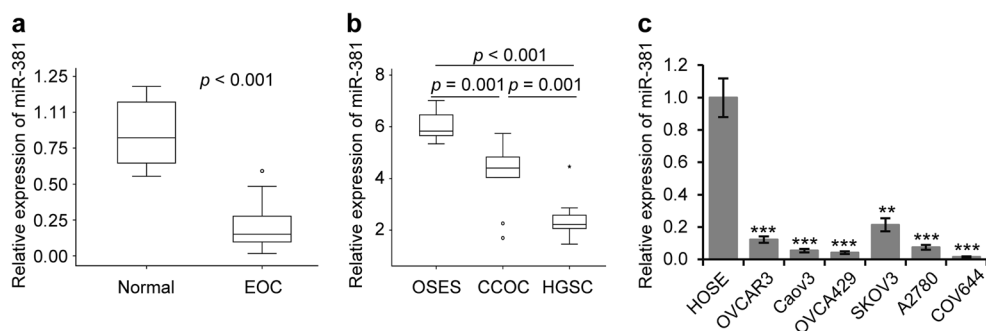 a
Relative expression of miR-381
1.25
1.11
0.75
0.50
0.25
0.00
p < 0.001
Normal
EOC
b
Relative expression of miR-381
8
6
4
2
p < 0.001
p = 0.001
p = 0.001
OSES
CCOC
HGSC
c
Relative expression of miR-381
1.2
1.0
0.8
0.6
0.4
0.2
0.0
***
***
***
**
***
***
HOSE
OVCAR3
Caov3
OVCA429
SKOV3
A2780
COV644